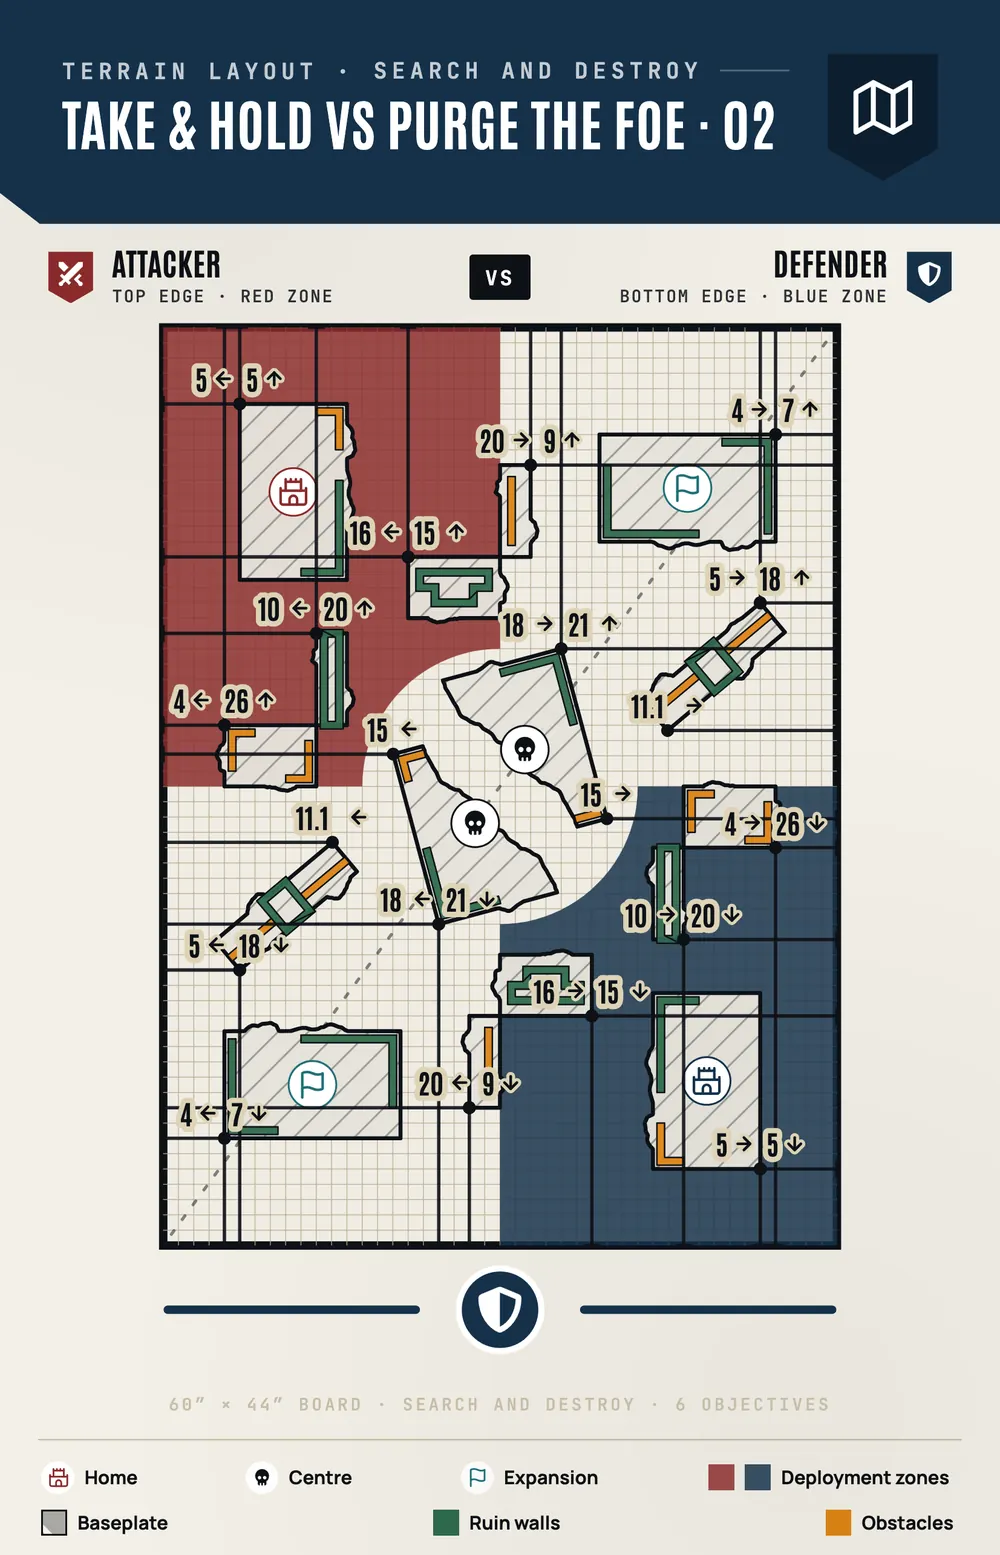 TERRAIN LAYOUT · SEARCH AND DESTROY
TAKE & HOLD VS PURGE THE FOE · 02
ATTACKER
TOP EDGE · RED ZONE
VS
DEFENDER
BOTTOM EDGE · BLUE ZONE
5← 5↑
4→ 7↑
20→ 9↑
16← 15↑
5→ 18↑
10← 20↑
18→ 21↑
4← 26↑
11.1→
15←
15→
11.1←
4→ 26↓
18← 21↓
10→ 20↓
5← 18↓
16→ 15↓
20← 9↓
4← 7↓
5→ 5↓
60″ × 44″ BOARD · SEARCH AND DESTROY · 6 OBJECTIVES
Home
Centre
Expansion
Deployment zones
Baseplate
Ruin walls
Obstacles